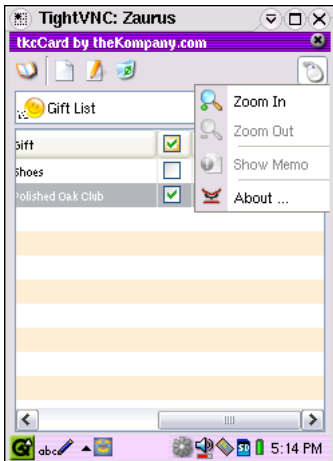 TightVNC: Zaurus
tkcCard by theKompany.com
Gift List
Zoom In
Zoom Out
Show Memo
About ...
Gift
Shoes
Polished Oak Club
abc
5:14 PM